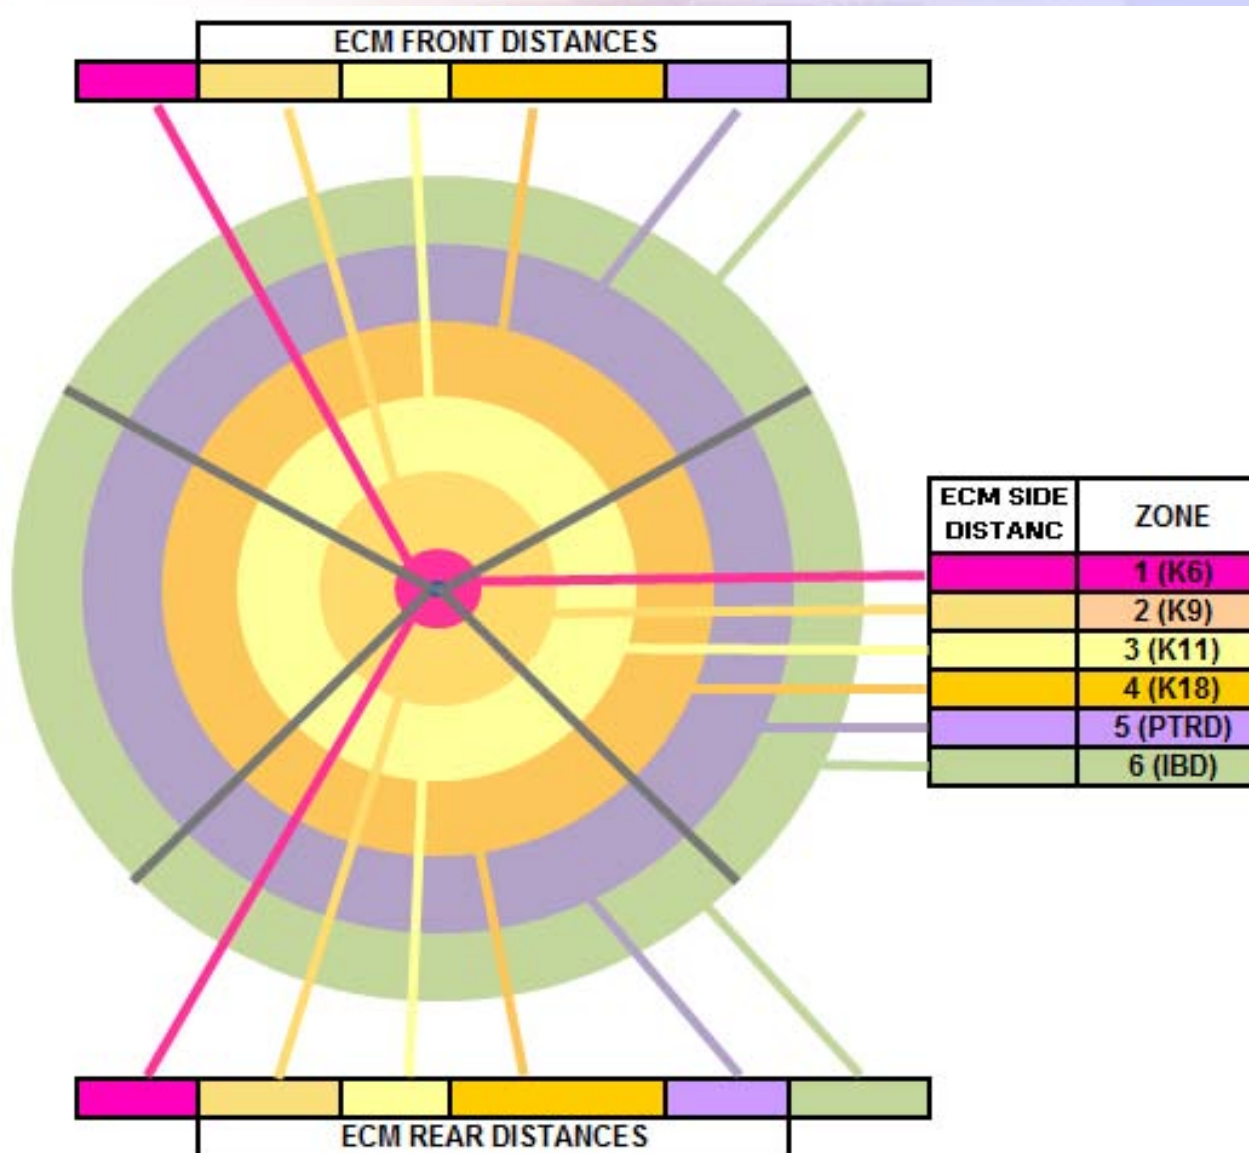 ECM FRONT DISTANCES
ECM SIDE
DISTANC
ZONE
1 (K6)
2 (K9)
3 (K11)
4 (K18)
5 (PTRD)
6 (IBD)
ECM REAR DISTANCES